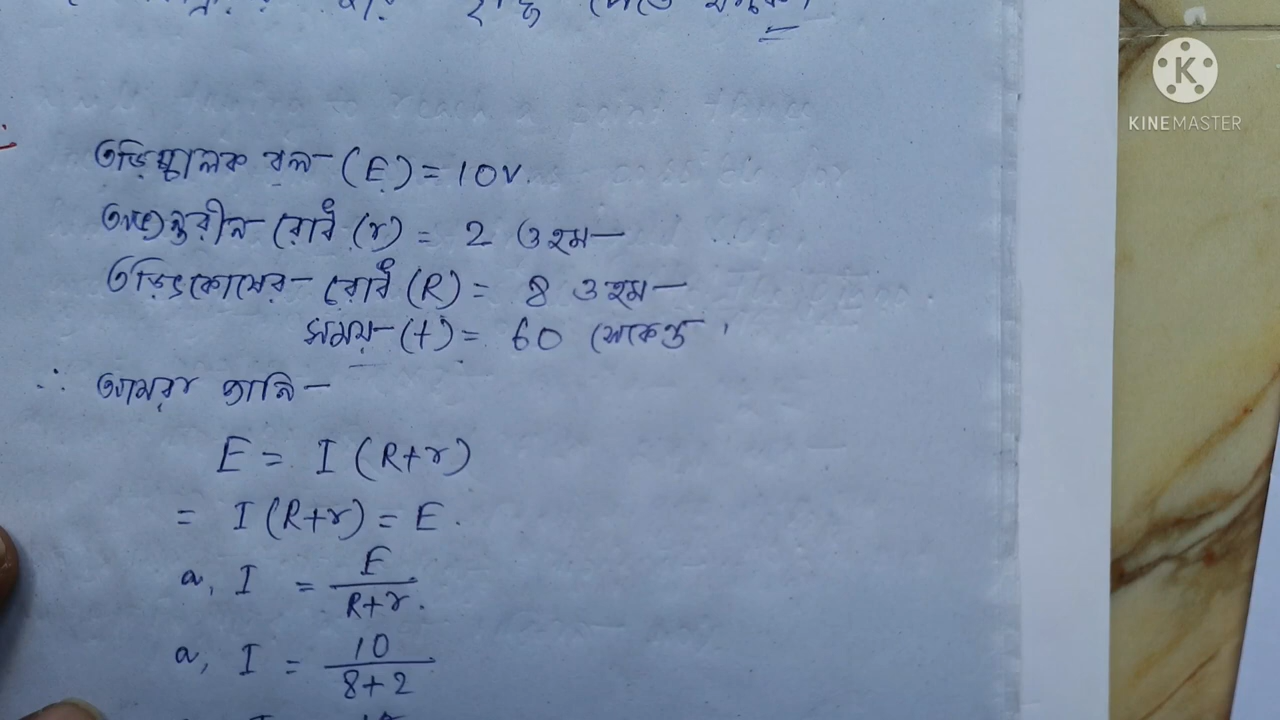 তড়িচ্চালক বল (E) = 10v.
অভ্যন্তরীন রোধ (r) = 2 ওহম
তড়িৎকোষের রোধ (R) = 8 ওহম
সময় (t) = 60 সেকেন্ড
∴ আমরা জানি -
E = I (R+r)
= I (R+r) = E.
বা, I = E / R+r.
বা, I = 10 / 8+2
K
KINEMASTER